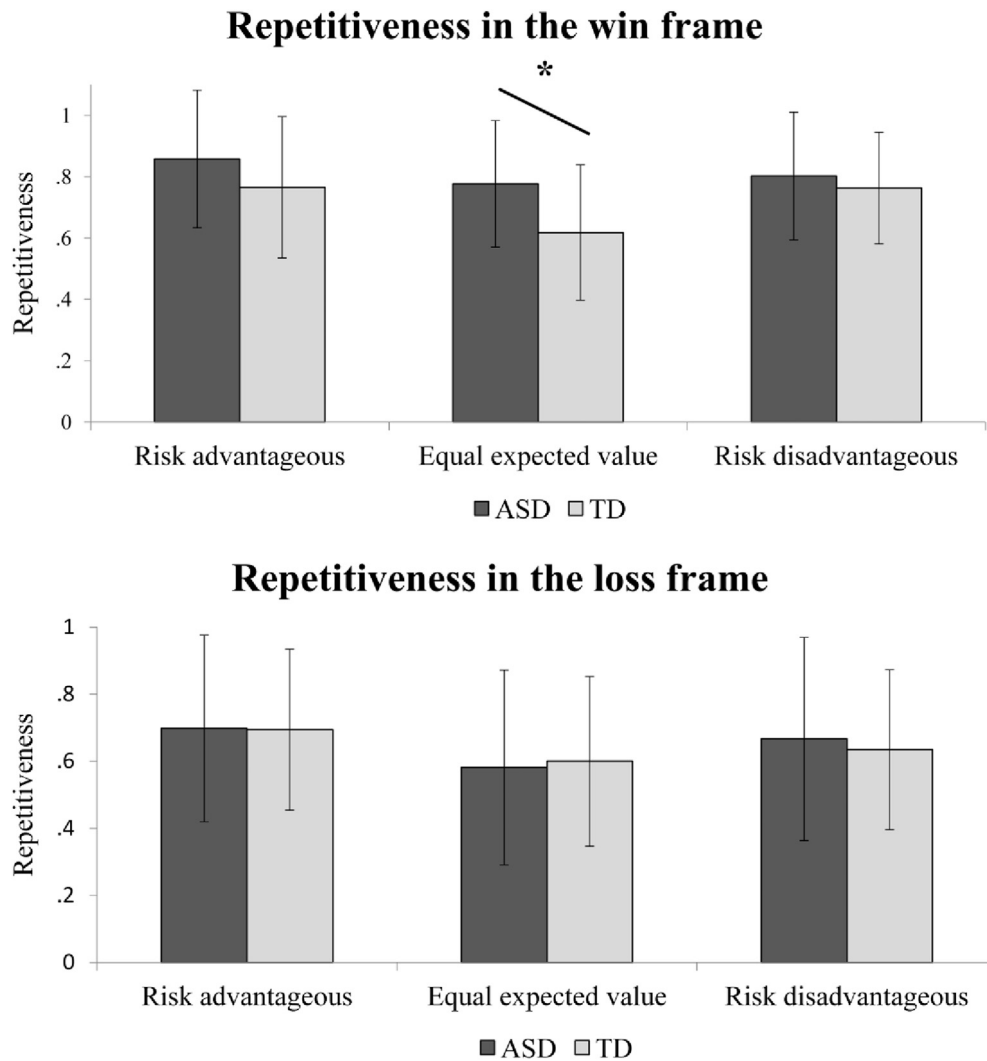 Repetitiveness in the win frame
*
Repetitiveness
1
.8
.6
.4
.2
0
Risk advantageous Equal expected value Risk disadvantageous
ASD TD
Repetitiveness in the loss frame
Repetitiveness
1
.8
.6
.4
.2
0
Risk advantageous Equal expected value Risk disadvantageous
ASD TD